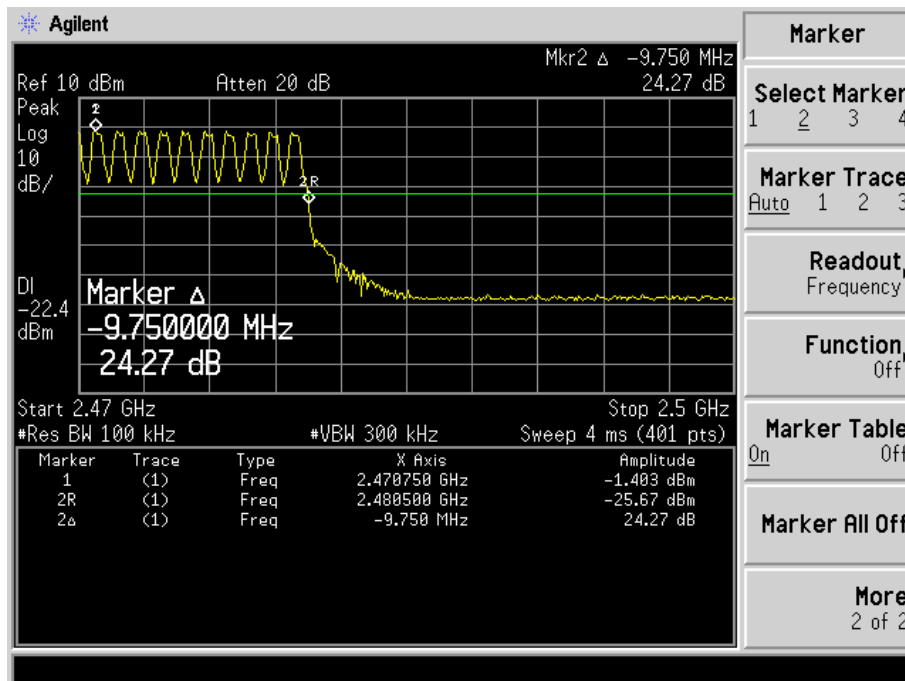 Agilent
Mkr2 Δ -9.750 MHz
Ref 10 dBm Atten 20 dB 24.27 dB
Peak
Log
10
dB/
2
2R
DI
-22.4
dBm
Marker Δ
-9.750000 MHz
24.27 dB
Start 2.47 GHz Stop 2.5 GHz
#Res BW 100 kHz #VBW 300 kHz Sweep 4 ms (401 pts)
Marker Trace Type X Axis Amplitude
1 (1) Freq 2.470750 GHz -1.403 dBm
2R (1) Freq 2.480500 GHz -25.67 dBm
2Δ (1) Freq -9.750 MHz 24.27 dB
Marker
Select Marker
1 2 3 4
Marker Trace
Auto 1 2 3
Readout,
Frequency
Function,
Off
Marker Table
On Off
Marker All Off
More
2 of 2